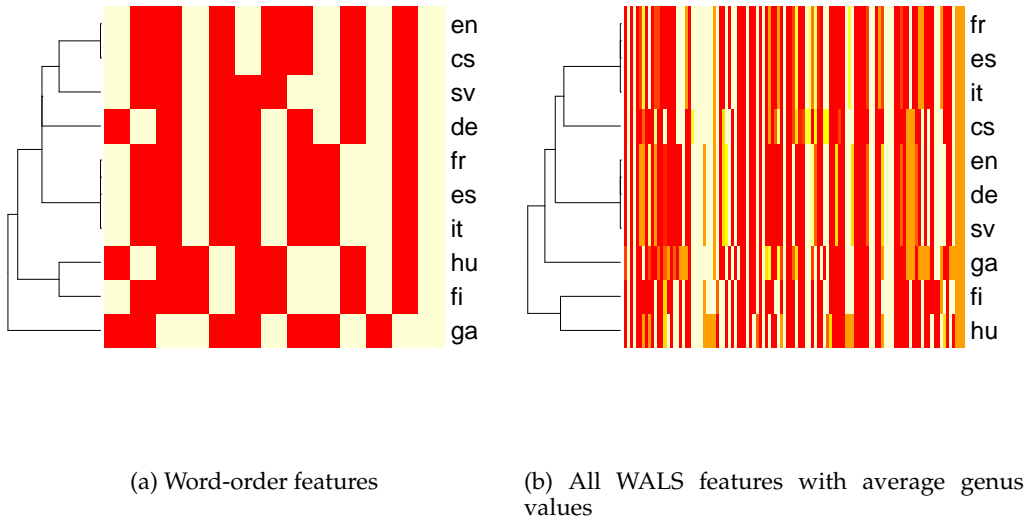 en
cs
sv
de
fr
es
it
hu
fi
ga
fr
es
it
cs
en
de
sv
ga
fi
hu
(a) Word-order features
(b) All WALS features with average genus
values